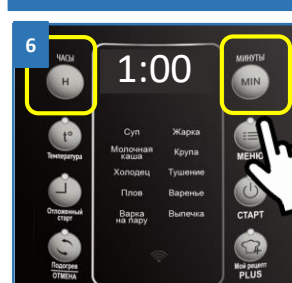 6
ЧАСЫ
H
1:00
МИНУТЫ
MIN
t°
Температура
Суп Жарка
Молочная каша Крупа
Холодец Тушение
Плов Варенье
Варка на пару Выпечка
МЕНЮ
Отложенный
старт
СТАРТ
Подогрев
ОТМЕНА
Мой рецепт
PLUS